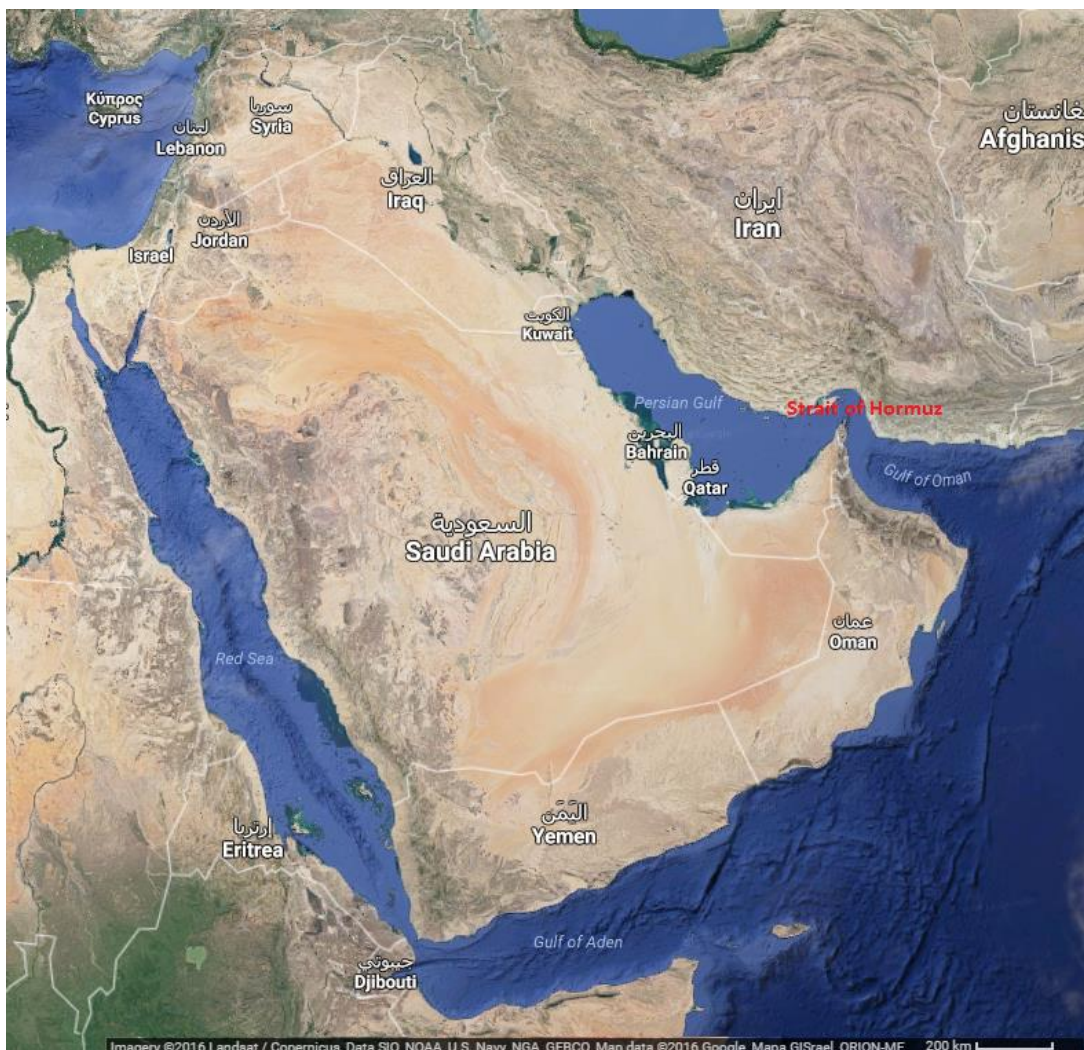 Κύπρος
Cyprus
سوريا
Syria
لبنان
Lebanon
العراق
Iraq
الأردن
Jordan
Israel
ايران
Iran
Afghanis
الكويت
Kuwait
Persian Gulf
Strait of Hormuz
البحرين
Bahrain
قطر
Qatar
Gulf of Oman
السعودية
Saudi Arabia
عمان
Oman
Red Sea
اليَمَن
Yemen
إرتريا
Eritrea
Gulf of Aden
جيبوتي
Djibouti
Imagery ©2016 Landsat / Copernicus, Data SIO, NOAA, U.S. Navy, NGA, GEBCO, Map data ©2016 Google, Mapa GISrael, ORION-ME 200 km